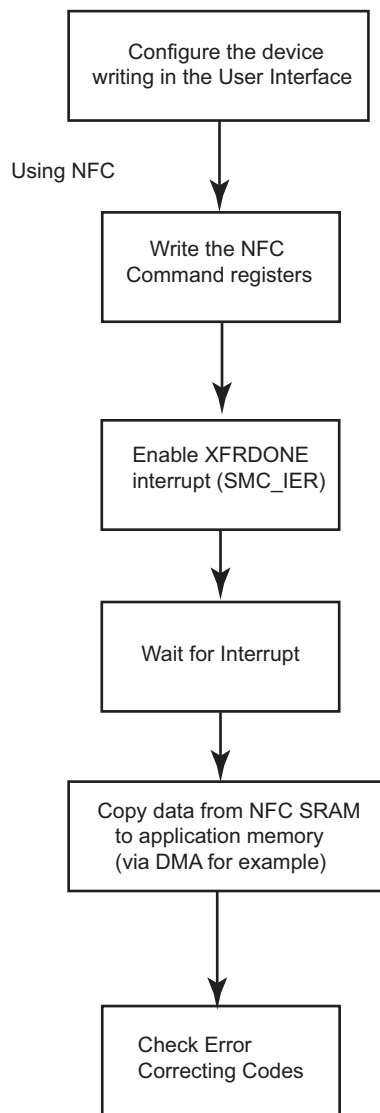 Configure the device
writing in the User Interface
Using NFC
Write the NFC
Command registers
Enable XFRDONE
interrupt (SMC_IER)
Wait for Interrupt
Copy data from NFC SRAM
to application memory
(via DMA for example)
Check Error
Correcting Codes